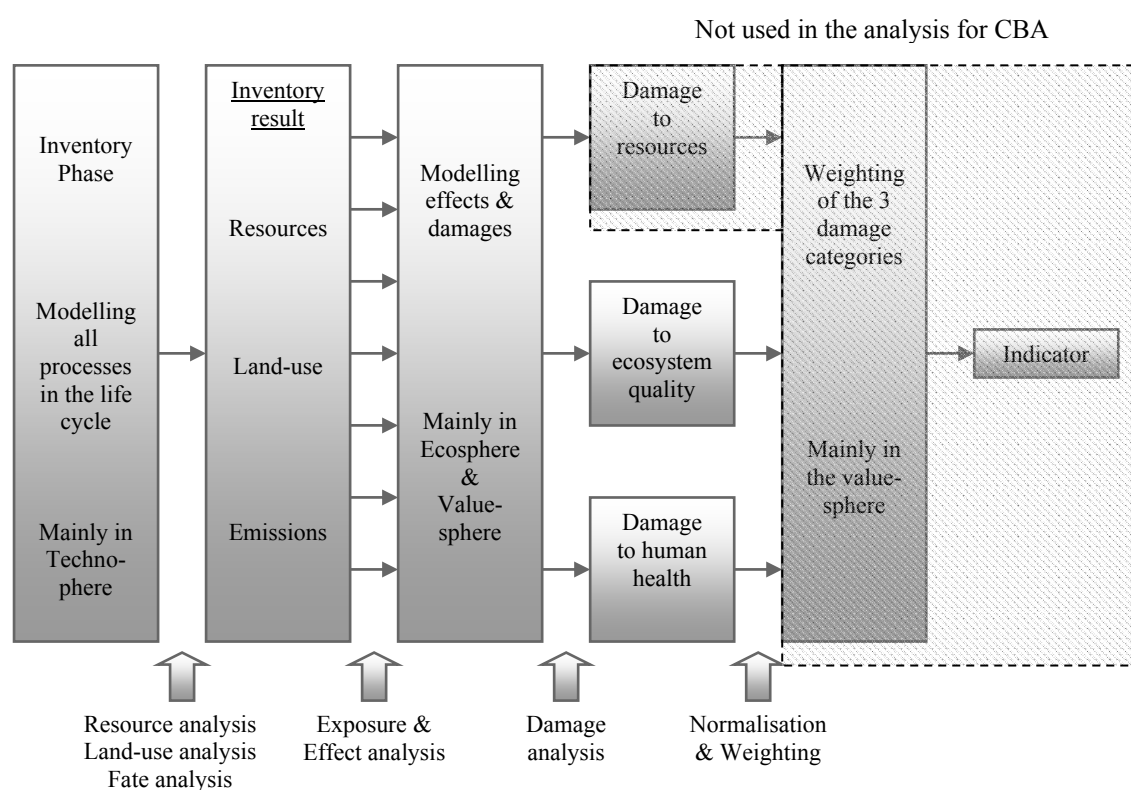 Not used in the analysis for CBA
Inventory
Phase
Modelling
all
processes
in the life
cycle
Mainly in
Techno-
phere
Inventory
result
Resources
Land-use
Emissions
Modelling
effects &
damages
Mainly in
Ecosphere
&
Value-
sphere
Damage
to
resources
Damage
to
ecosystem
quality
Damage
to human
health
Weighting
of the 3
damage
categories
Mainly in
the value-
sphere
Indicator
Resource analysis
Land-use analysis
Fate analysis
Exposure &
Effect analysis
Damage
analysis
Normalisation
& Weighting